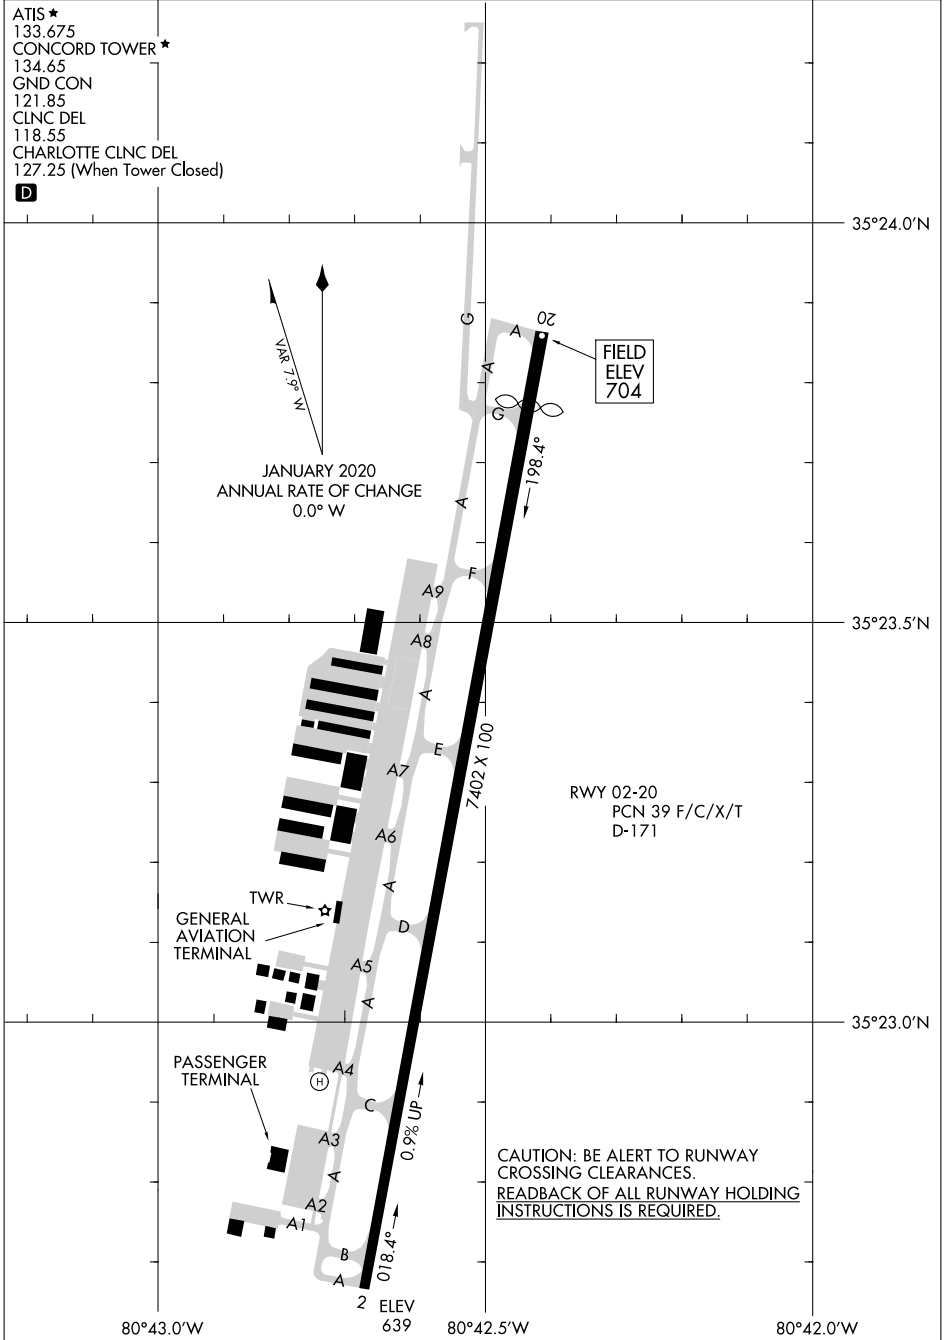 ATIS ★
133.675
CONCORD TOWER ★
134.65
GND CON
121.85
CLNC DEL
118.55
CHARLOTTE CLNC DEL
127.25 (When Tower Closed)
D
35°24.0'N
VAR 7.9° W
JANUARY 2020
ANNUAL RATE OF CHANGE
0.0° W
G
A
20
FIELD
ELEV
704
A
G
198.4°
A
F
A9
35°23.5'N
A8
A
E
A7
7402 X 100
RWY 02-20
PCN 39 F/C/X/T
D-171
A6
A
TWR
GENERAL
AVIATION
TERMINAL
D
A5
A
35°23.0'N
PASSENGER
TERMINAL
A4
H
C
0.9% UP
A3
A
CAUTION: BE ALERT TO RUNWAY
CROSSING CLEARANCES.
READBACK OF ALL RUNWAY HOLDING
INSTRUCTIONS IS REQUIRED.
A2
A1
018.4°
B
A
2
ELEV
639
80°43.0'W
80°42.5'W
80°42.0'W